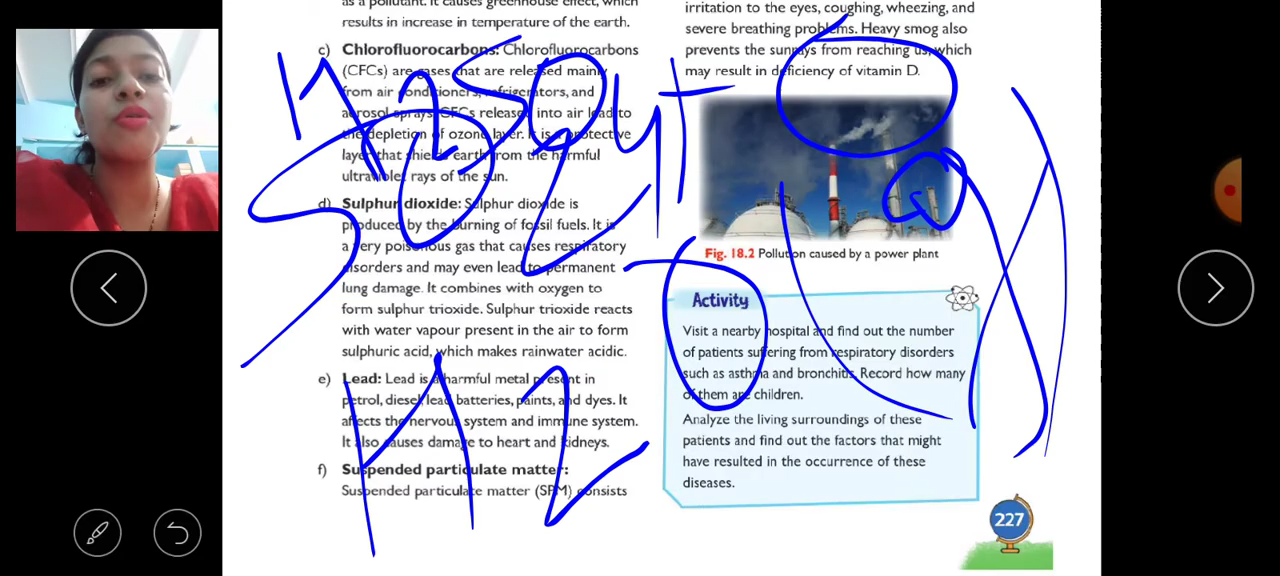 as a pollutant. It causes greenhouse effect, which
results in increase in temperature of the earth.
c) Chlorofluorocarbons: Chlorofluorocarbons
(CFCs) are gases that are released mainly
from air conditioners, refrigerators, and
aerosol sprays. CFCs released into air lead to
the depletion of ozone layer. It is a protective
layer that shields earth from the harmful
ultraviolet rays of the sun.
d) Sulphur dioxide: Sulphur dioxide is
produced by the burning of fossil fuels. It is
a very poisonous gas that causes respiratory
disorders and may even lead to permanent
lung damage. It combines with oxygen to
form sulphur trioxide. Sulphur trioxide reacts
with water vapour present in the air to form
sulphuric acid, which makes rainwater acidic.
e) Lead: Lead is a harmful metal present in
petrol, diesel, lead batteries, paints, and dyes. It
affects the nervous system and immune system.
It also causes damage to heart and kidneys.
f) Suspended particulate matter:
Suspended particulate matter (SPM) consists
irritation to the eyes, coughing, wheezing, and
severe breathing problems. Heavy smog also
prevents the sunrays from reaching us, which
may result in deficiency of vitamin D.
Fig. 18.2 Pollution caused by a power plant
Activity
Visit a nearby hospital and find out the number
of patients suffering from respiratory disorders
such as asthma and bronchitis. Record how many
of them are children.
Analyze the living surroundings of these
patients and find out the factors that might
have resulted in the occurrence of these
diseases.
227